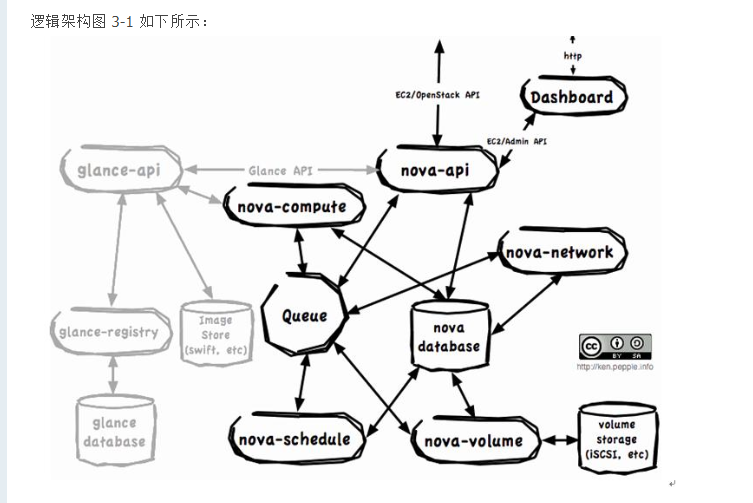 逻辑架构图 3-1 如下所示：
http
EC2/OpenStack API
Dashboard
EC2/Admin API
glance-api
Glance API
nova-api
nova-compute
nova-network
Queue
glance-registry
Image
Store
(swift, etc)
nova
database
cc
BY SA
http://ken.pepple.info
glance
database
nova-schedule
nova-volume
volume
storage
(iSCSI, etc)